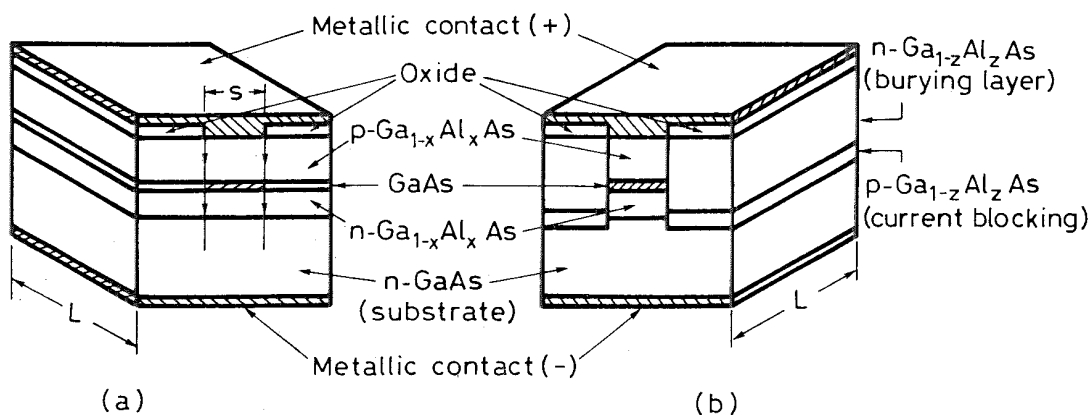 Metallic contact (+)
Oxide
s
p-Ga₁₋ₓAlₓAs
GaAs
n-Ga₁₋ₓAlₓAs
n-GaAs
(substrate)
Metallic contact (-)
L
(a)
n-Ga₁₋zAlzAs
(burying layer)
p-Ga₁₋zAlzAs
(current blocking)
L
(b)